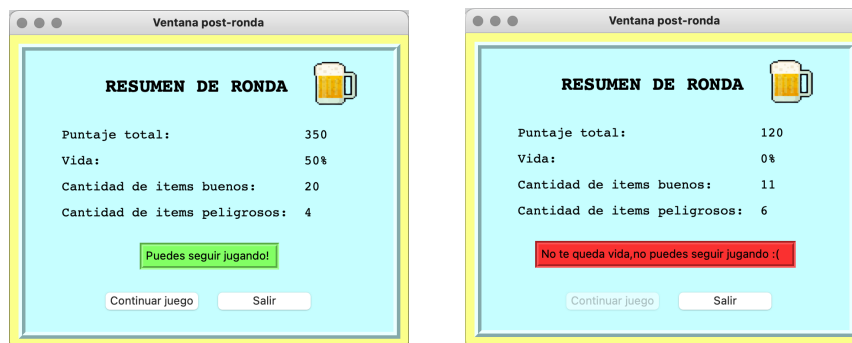 Ventana post-ronda
RESUMEN DE RONDA
Puntaje total: 350
Vida: 50%
Cantidad de items buenos: 20
Cantidad de items peligrosos: 4
Puedes seguir jugando!
Continuar juego Salir
Ventana post-ronda
RESUMEN DE RONDA
Puntaje total: 120
Vida: 0%
Cantidad de items buenos: 11
Cantidad de items peligrosos: 6
No te queda vida,no puedes seguir jugando :(
Continuar juego Salir